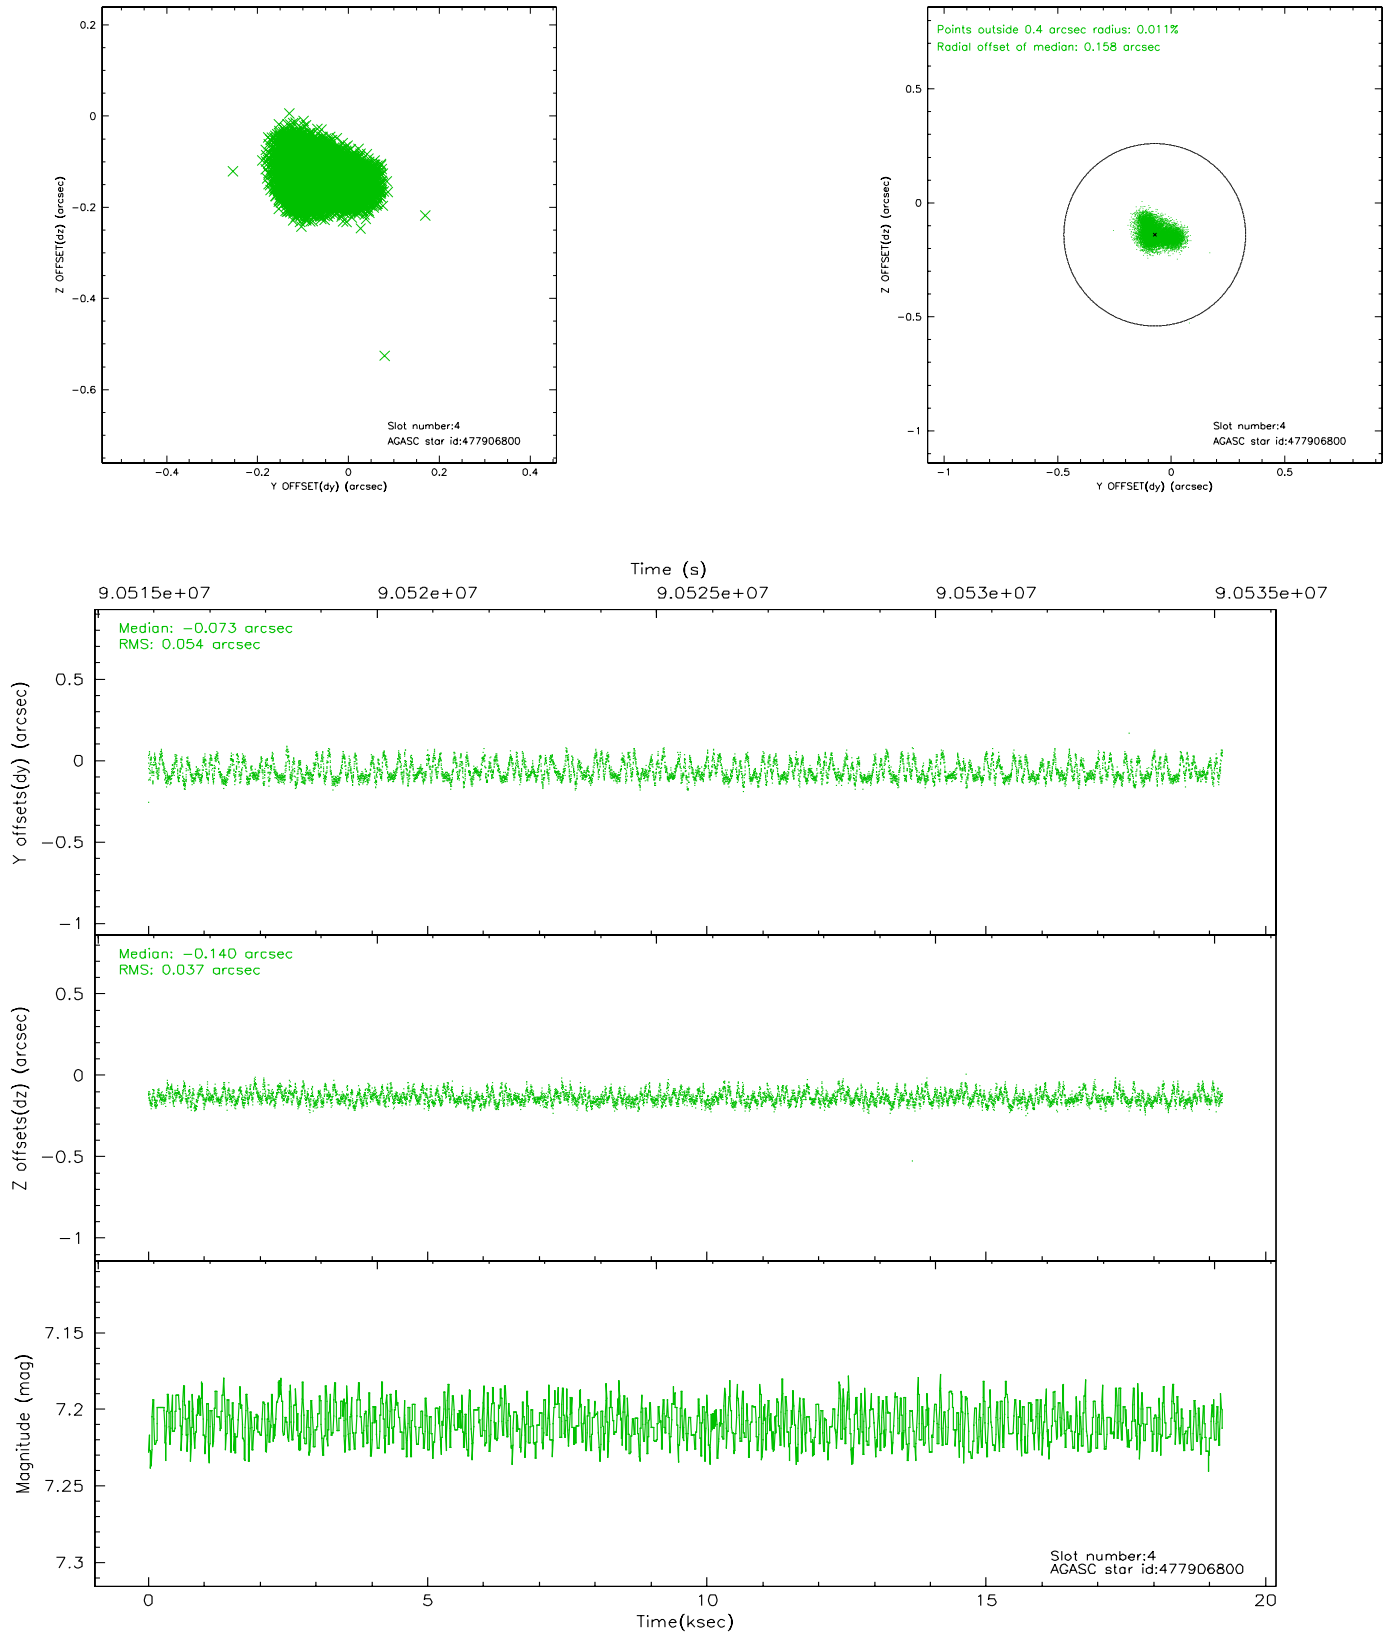 0.2
0
−0.2
−0.4
−0.6
Z OFFSET(dz) (arcsec)
Slot number:4
AGASC star id:477906800
−0.4 −0.2 0 0.2 0.4
Y OFFSET(dy) (arcsec)
Points outside 0.4 arcsec radius: 0.011%
Radial offset of median: 0.158 arcsec
0.5
0
−0.5
−1
Z OFFSET(dz) (arcsec)
Slot number:4
AGASC star id:477906800
−1 −0.5 0 0.5
Y OFFSET(dy) (arcsec)
Time (s)
9.0515e+07 9.052e+07 9.0525e+07 9.053e+07 9.0535e+07
Median: −0.073 arcsec
RMS: 0.054 arcsec
0.5
0
−0.5
−1
Y offsets(dy) (arcsec)
Median: −0.140 arcsec
RMS: 0.037 arcsec
0.5
0
−0.5
−1
Z offsets(dz) (arcsec)
7.15
7.2
7.25
7.3
Magnitude (mag)
Slot number:4
AGASC star id:477906800
0 5 10 15 20
Time(ksec)